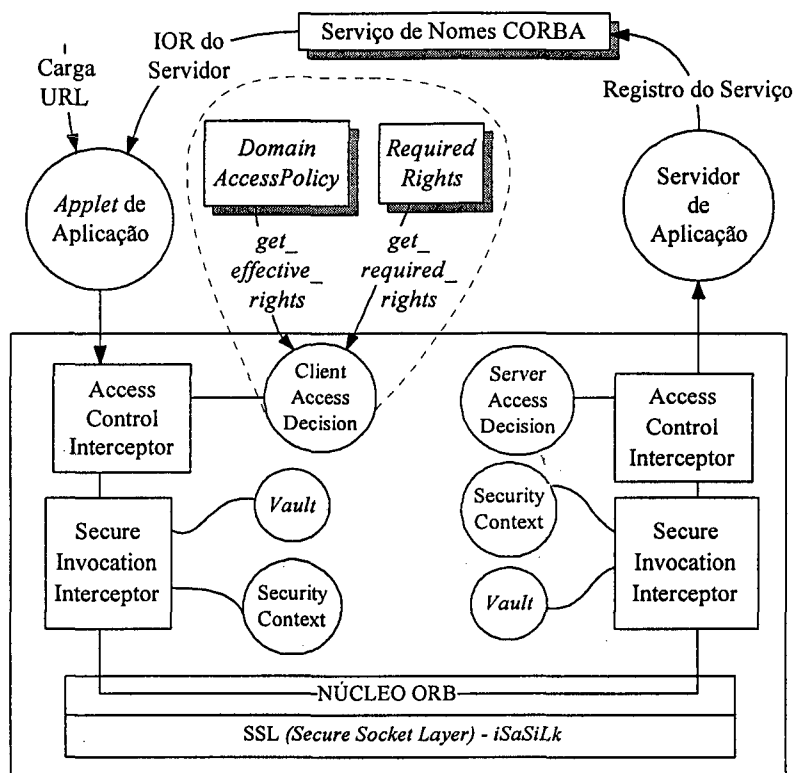 Serviço de Nomes CORBA
IOR do
Servidor
Carga
URL
Registro do Serviço
Domain
AccessPolicy
Required
Rights
Applet de
Aplicação
Servidor
de
Aplicação
get_
effective_
rights
get_
required_
rights
Access
Control
Interceptor
Client
Access
Decision
Server
Access
Decision
Access
Control
Interceptor
Secure
Invocation
Interceptor
Vault
Security
Context
Security
Context
Vault
Secure
Invocation
Interceptor
NÚCLEO ORB
SSL (Secure Socket Layer) - iSaSiLk